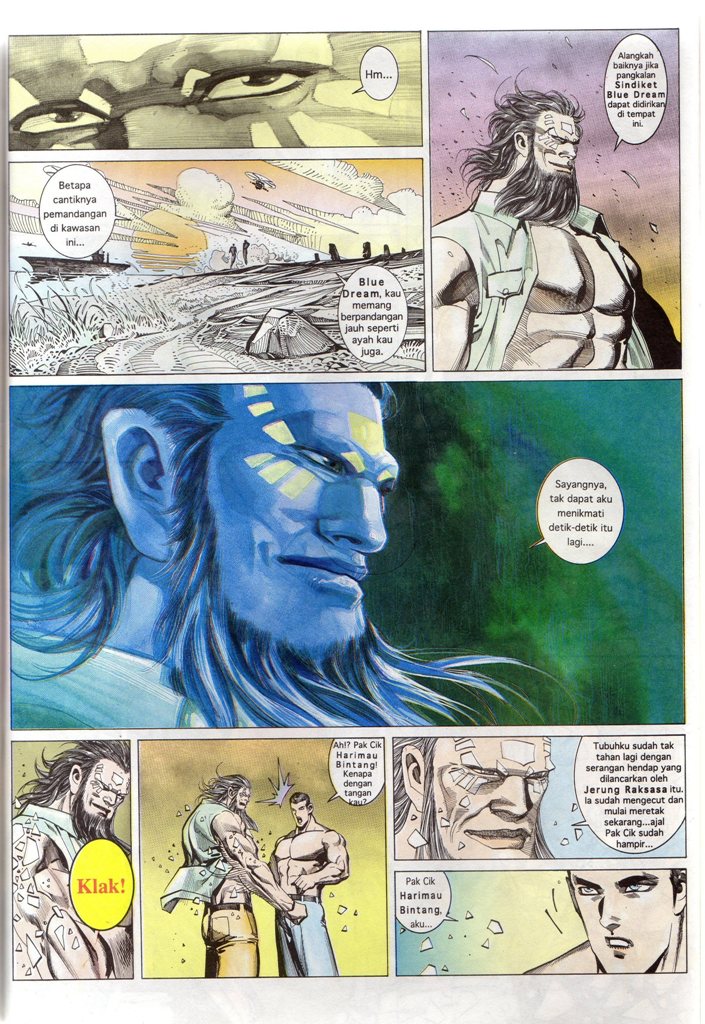 Hm...
Alangkah
baiknya jika
pangkalan
Sindiket
Blue Dream
dapat didirikan
di tempat
ini.
Betapa
cantiknya
pemandangan
di kawasan
ini...
Blue
Dream, kau
memang
berpandangan
jauh seperti
ayah kau
juga.
Sayangnya,
tak dapat aku
menikmati
detik-detik itu
lagi....
Klak!
Ah!? Pak Cik
Harimau
Bintang!
Kenapa
dengan
tangan
kau?
Tubuhku sudah tak
tahan lagi dengan
serangan hendap yang
dilancarkan oleh
Jerung Raksasa itu.
Ia sudah mengecut dan
mulai meretak
sekarang...ajal
Pak Cik sudah
hampir...
Pak Cik
Harimau
Bintang,
aku...